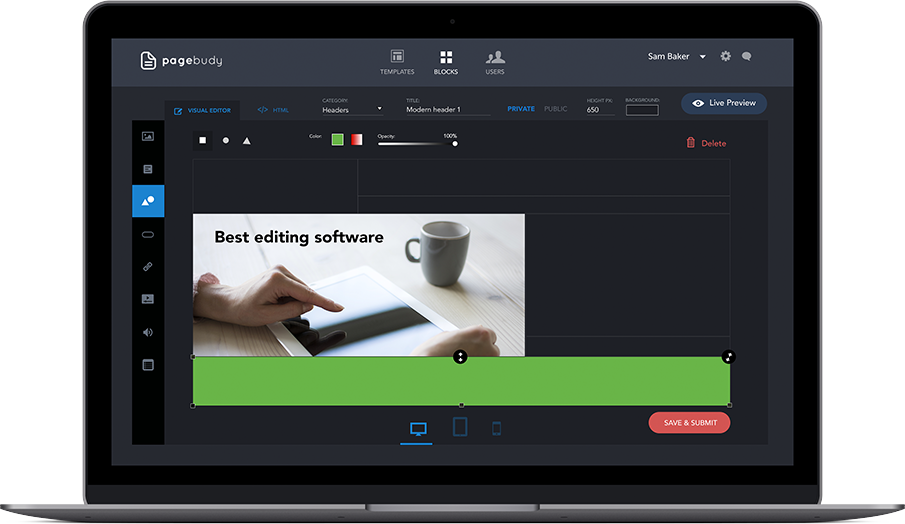 pagebudy
TEMPLATES
BLOCKS
USERS
Sam Baker
VISUAL EDITOR
</> HTML
CATEGORY:
Headers
TITLE:
Modern header 1
PRIVATE
PUBLIC
HEIGHT PX:
650
BACKGROUND:
Live Preview
Color:
Opacity:
100%
Delete
Best editing software
SAVE & SUBMIT